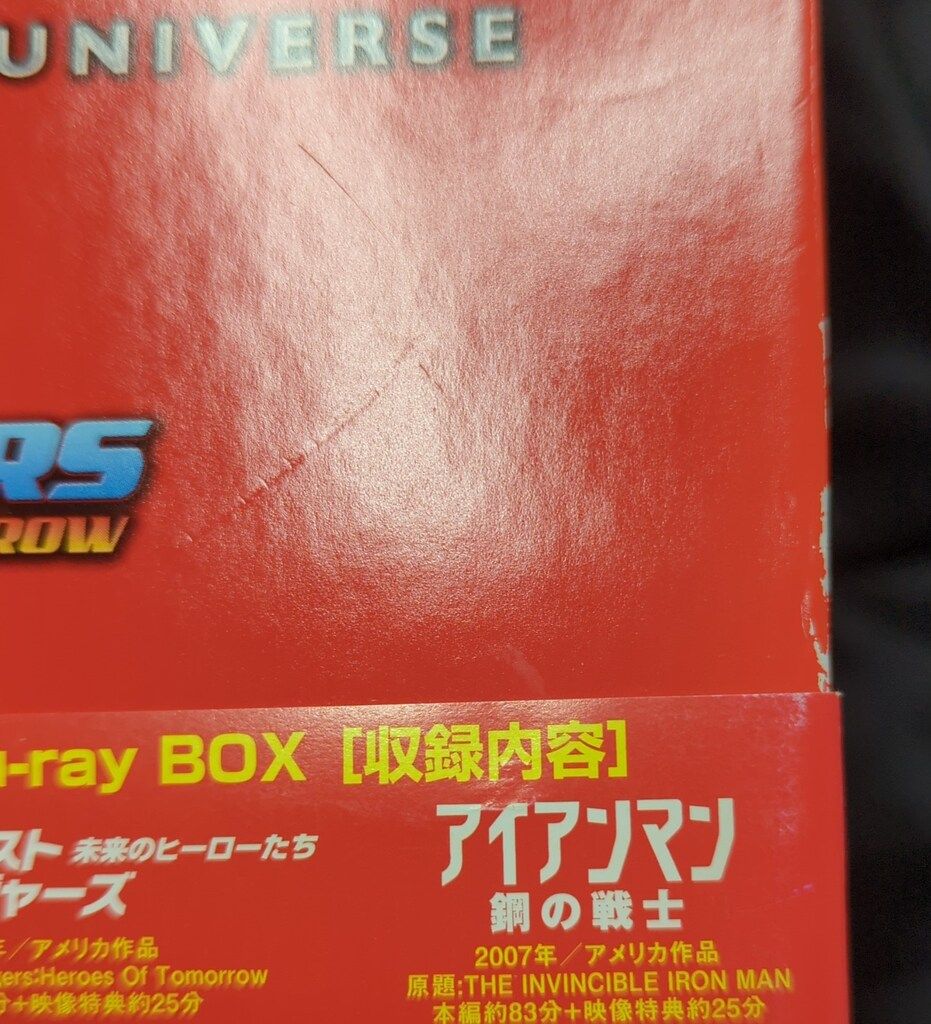 UNIVERSE
RS
ROW
-ray BOX [収録内容]
スト 未来のヒーローたち
ャーズ
アイアンマン
鋼の戦士
／アメリカ作品
gers:Heroes Of Tomorrow
分+映像特典約25分
2007年／アメリカ作品
原題:THE INVINCIBLE IRON MAN
本編約83分+映像特典約25分